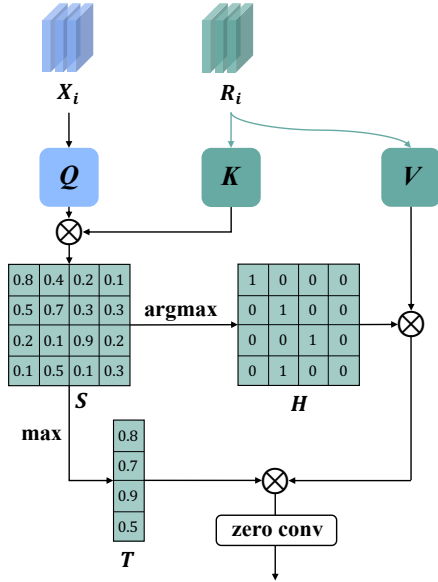 X_i R_i
Q K V
0.8 0.4 0.2 0.1
0.5 0.7 0.3 0.3
0.2 0.1 0.9 0.2
0.1 0.5 0.1 0.3
S
argmax
1 0 0 0
0 1 0 0
0 0 1 0
0 1 0 0
H
max
0.8
0.7
0.9
0.5
T
zero conv